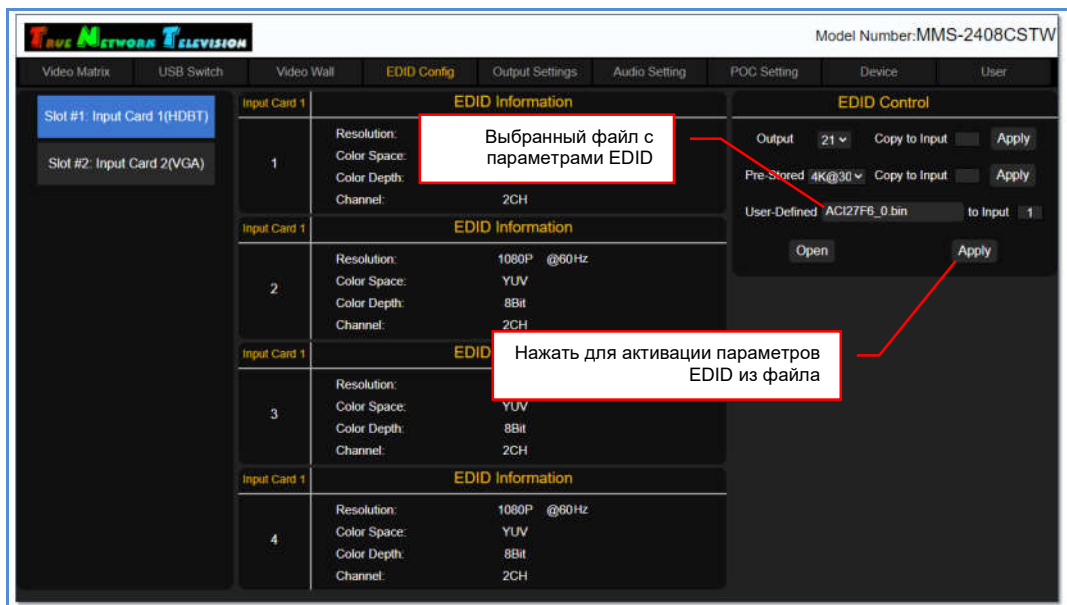 TRUE NETWORK TELEVISION
Model Number:MMS-2408CSTW
Video Matrix USB Switch Video Wall EDID Config Output Settings Audio Setting POC Setting Device User
Slot #1: Input Card 1(HDBT)
Slot #2: Input Card 2(VGA)
Input Card 1 EDID Information
1
Resolution:
Color Space:
Color Depth:
Channel: 2CH
Input Card 1 EDID Information
2
Resolution: 1080P @60Hz
Color Space: YUV
Color Depth: 8Bit
Channel: 2CH
Input Card 1 EDID
3
Resolution:
Color Space: YUV
Color Depth: 8Bit
Channel: 2CH
Input Card 1 EDID Information
4
Resolution: 1080P @60Hz
Color Space: YUV
Color Depth: 8Bit
Channel: 2CH
EDID Control
Output 21 Copy to Input Apply
Pre-Stored 4K@30 Copy to Input Apply
User-Defined ACI27F6_0.bin to Input 1
Open Apply
Выбранный файл с
параметрами EDID
Нажать для активации параметров
EDID из файла